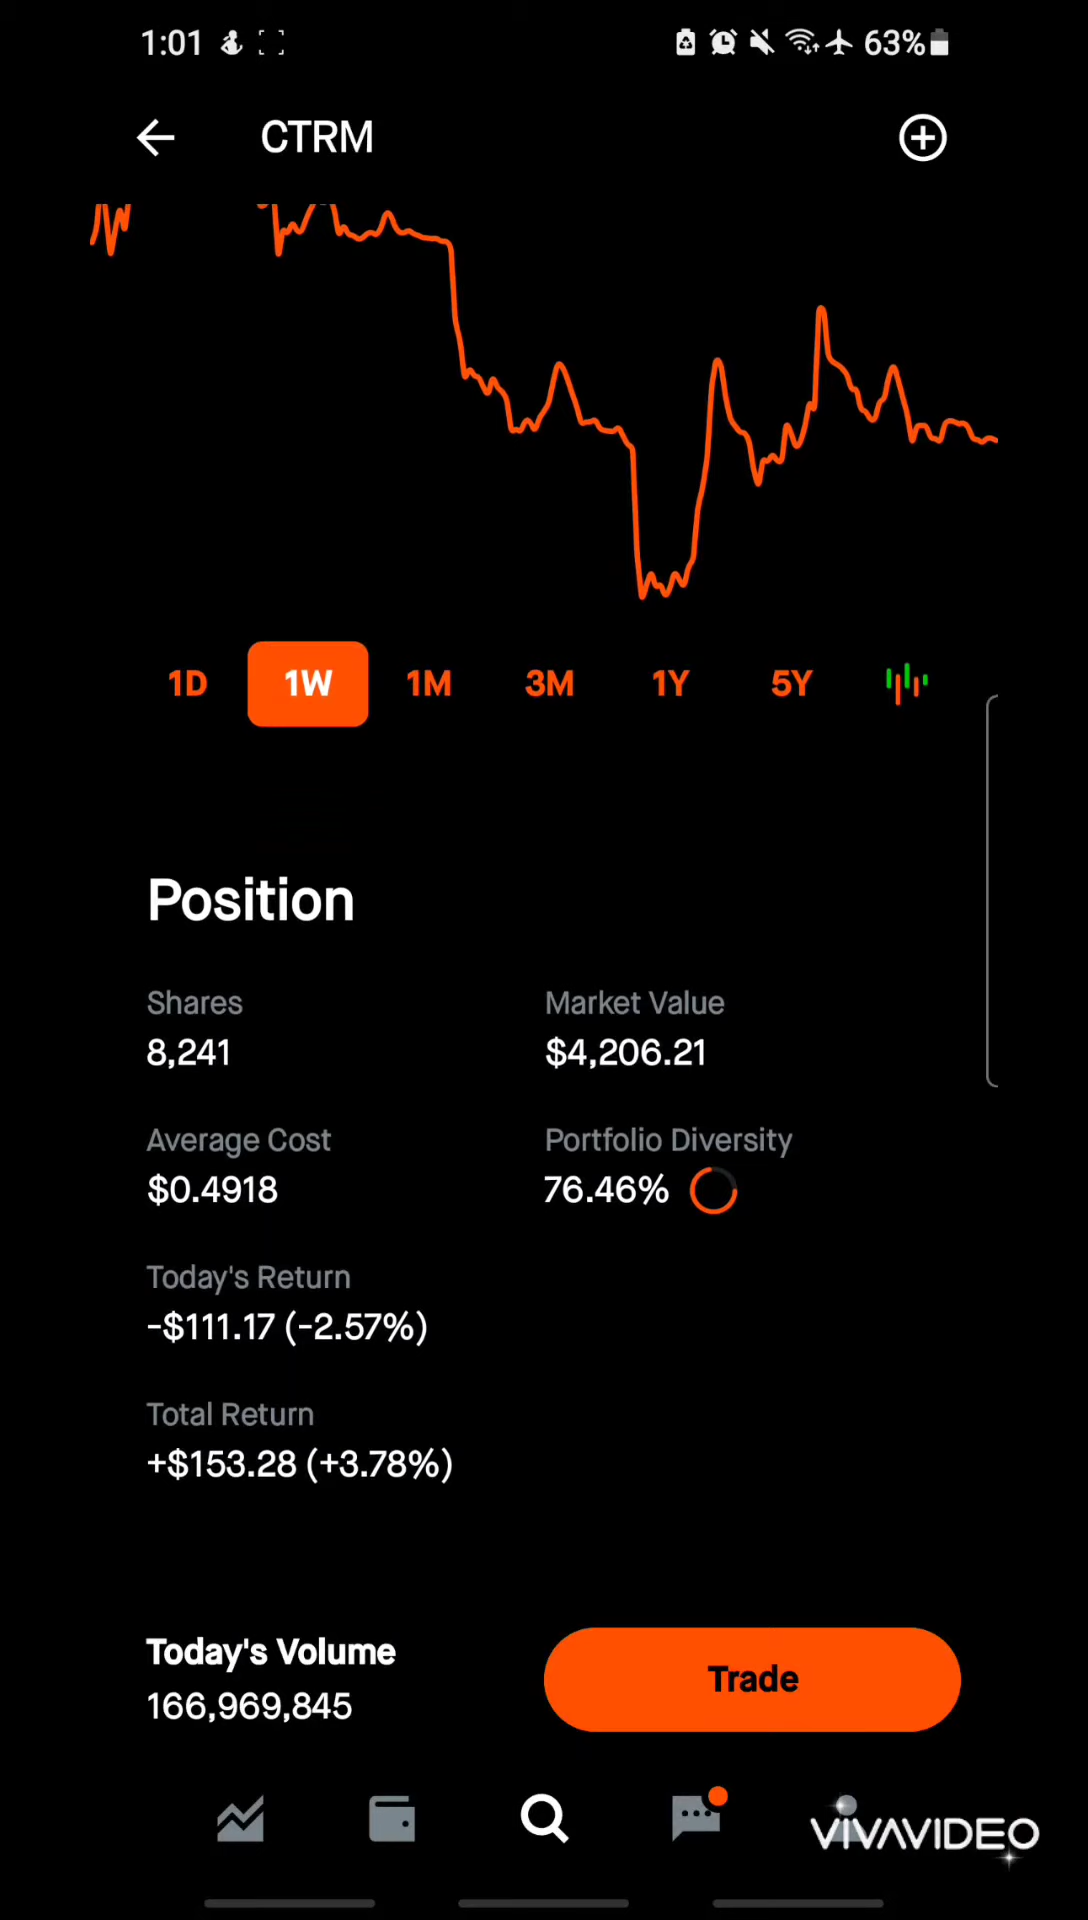 1:01 63%
CTRM
1D 1W 1M 3M 1Y 5Y
Position
Shares Market Value
8,241 $4,206.21
Average Cost Portfolio Diversity
$0.4918 76.46%
Today's Return
-$111.17 (-2.57%)
Total Return
+$153.28 (+3.78%)
Today's Volume
166,969,845
Trade
VIVAVIDEO